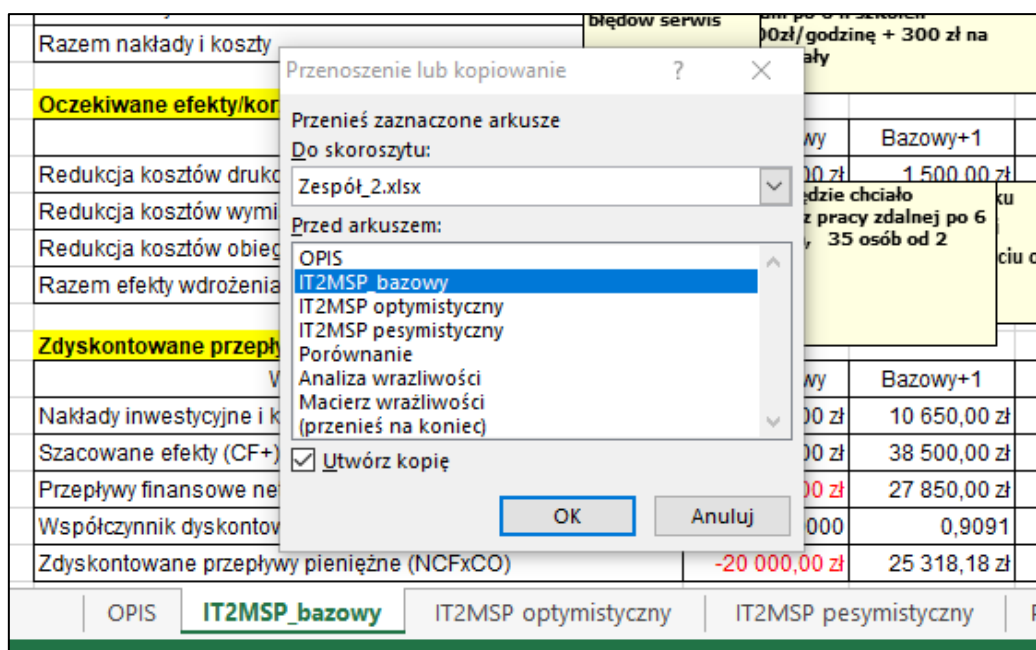 błędów serwis
00zł/godzinę + 300 zł na
ały
Razem nakłady i koszty
Przenoszenie lub kopiowanie ? ×
Oczekiwane efekty/kor
Przenieś zaznaczone arkusze
Do skoroszytu:
wy Bazowy+1
Redukcja kosztów druko
Zespół_2.xlsx
00 zł 1 500,00 zł
ędzie chciało
z pracy zdalnej po 6
, 35 osób od 2
ku
ciu o
Redukcja kosztów wymi
Przed arkuszem:
Redukcja kosztów obieg
OPIS
IT2MSP_bazowy
Razem efekty wdrożenia
IT2MSP optymistyczny
IT2MSP pesymistyczny
Zdyskontowane przepły
Porównanie
Analiza wrazliwości
Macierz wrażliwości
(przenieś na koniec)
W wy Bazowy+1
Nakłady inwestycyjne i k 00 zł 10 650,00 zł
Szacowane efekty (CF+) 00 zł 38 500,00 zł
Utwórz kopię
Przepływy finansowe ne 00 zł 27 850,00 zł
OK Anuluj
Współczynnik dyskontow 0000 0,9091
Zdyskontowane przepływy pieniężne (NCFxCO) -20 000,00 zł 25 318,18 zł
OPIS IT2MSP_bazowy IT2MSP optymistyczny IT2MSP pesymistyczny